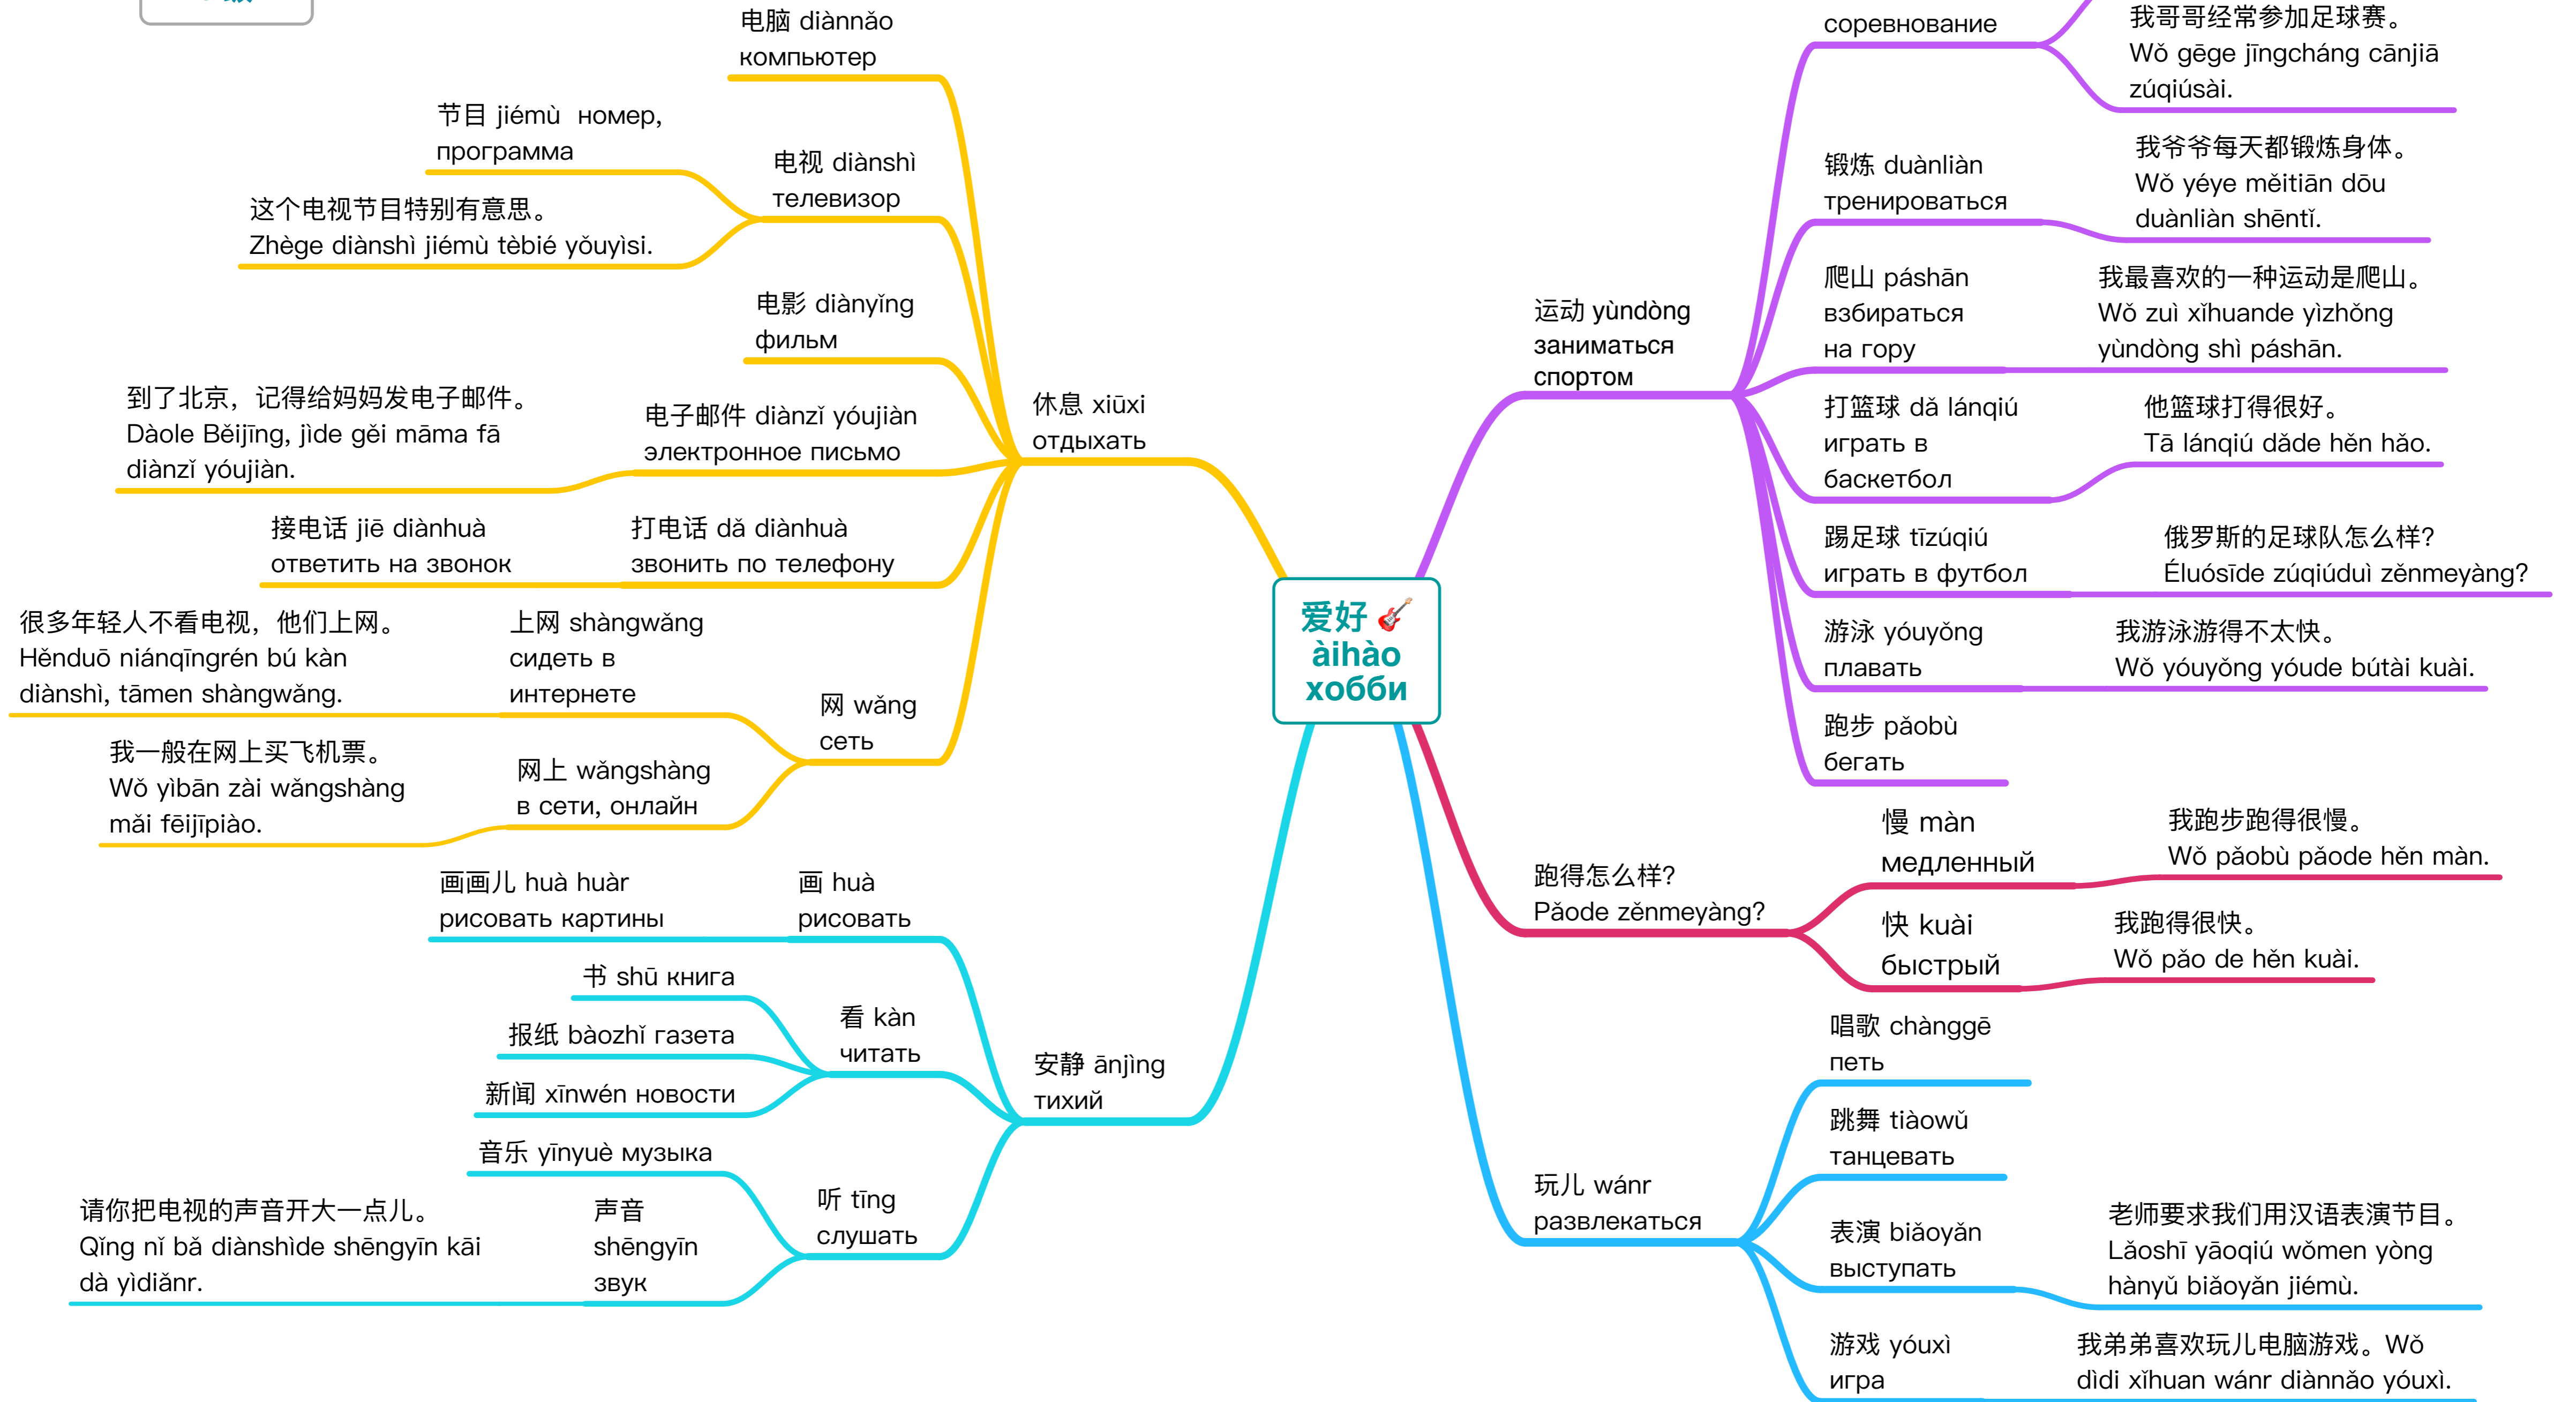 电脑 diànnǎo
компьютер
节目 jiémù  номер,
программа
电视 diànshì
телевизор
这个电视节目特别有意思。
Zhège diànshì jiémù tèbié yǒuyìsi.
电影 diànyǐng
фильм
到了北京，记得给妈妈发电子邮件。
Dàole Běijīng, jìde gěi māma fā
diànzǐ yóujiàn.
电子邮件 diànzǐ yóujiàn
электронное письмо
接电话 jiē diànhuà
ответить на звонок
打电话 dǎ diànhuà
звонить по телефону
很多年轻人不看电视，他们上网。
Hěnduō niánqīngrén bú kàn
diànshì, tāmen shàngwǎng.
上网 shàngwǎng
сидеть в
интернете
网 wǎng
сеть
我一般在网上买飞机票。
Wǒ yìbān zài wǎngshàng
mǎi fēijīpiào.
网上 wǎngshàng
в сети, онлайн
休息 xiūxi
отдыхать
画画儿 huà huàr
рисовать картины
画 huà
рисовать
书 shū книга
报纸 bàozhǐ газета
新闻 xīnwén новости
看 kàn
читать
音乐 yīnyuè музыка
请你把电视的声音开大一点儿。
Qǐng nǐ bǎ diànshìde shēngyīn kāi
dà yìdiǎnr.
声音
shēngyīn
звук
听 tīng
слушать
安静 ānjìng
тихий
爱好 🎸
àihào
хобби
运动 yùndòng
заниматься
спортом
соревнование
我哥哥经常参加足球赛。
Wǒ gēge jīngcháng cānjiā
zúqiúsài.
锻炼 duànliàn
тренироваться
我爷爷每天都锻炼身体。
Wǒ yéye měitiān dōu
duànliàn shēntǐ.
爬山 páshān
взбираться
на гору
我最喜欢的一种运动是爬山。
Wǒ zuì xǐhuande yìzhǒng
yùndòng shì páshān.
打篮球 dǎ lánqiú
играть в
баскетбол
他篮球打得很好。
Tā lánqiú dǎde hěn hǎo.
踢足球 tīzúqiú
играть в футбол
俄罗斯的足球队怎么样？
Éluósīde zúqiúduì zěnmeyàng?
游泳 yóuyǒng
плавать
我游泳游得不太快。
Wǒ yóuyǒng yóude bútài kuài.
跑步 pǎobù
бегать
跑得怎么样？
Pǎode zěnmeyàng?
慢 màn
медленный
我跑步跑得很慢。
Wǒ pǎobù pǎode hěn màn.
快 kuài
быстрый
我跑得很快。
Wǒ pǎo de hěn kuài.
玩儿 wánr
развлекаться
唱歌 chànggē
петь
跳舞 tiàowǔ
танцевать
表演 biǎoyǎn
выступать
老师要求我们用汉语表演节目。
Lǎoshī yāoqiú wǒmen yòng
hànyǔ biǎoyǎn jiémù.
游戏 yóuxì
игра
我弟弟喜欢玩儿电脑游戏。Wǒ
dìdi xǐhuan wánr diànnǎo yóuxì.